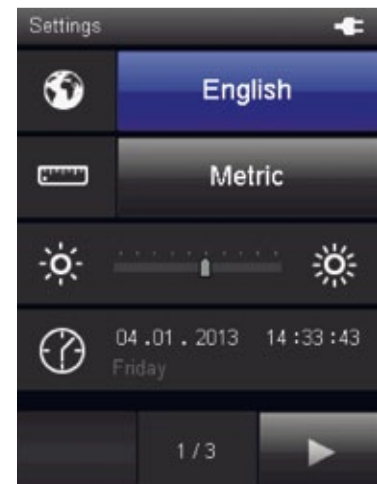 Settings
English
Metric
04 .01 . 2013 14 :33 :43
Friday
1 / 3